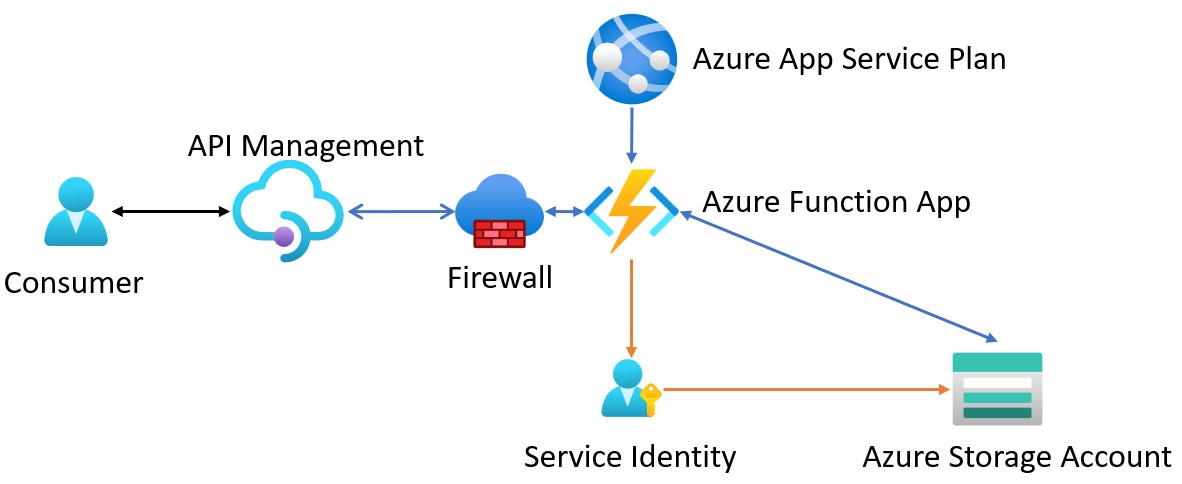 Azure App Service Plan
API Management
Azure Function App
Consumer
Firewall
Service Identity
Azure Storage Account